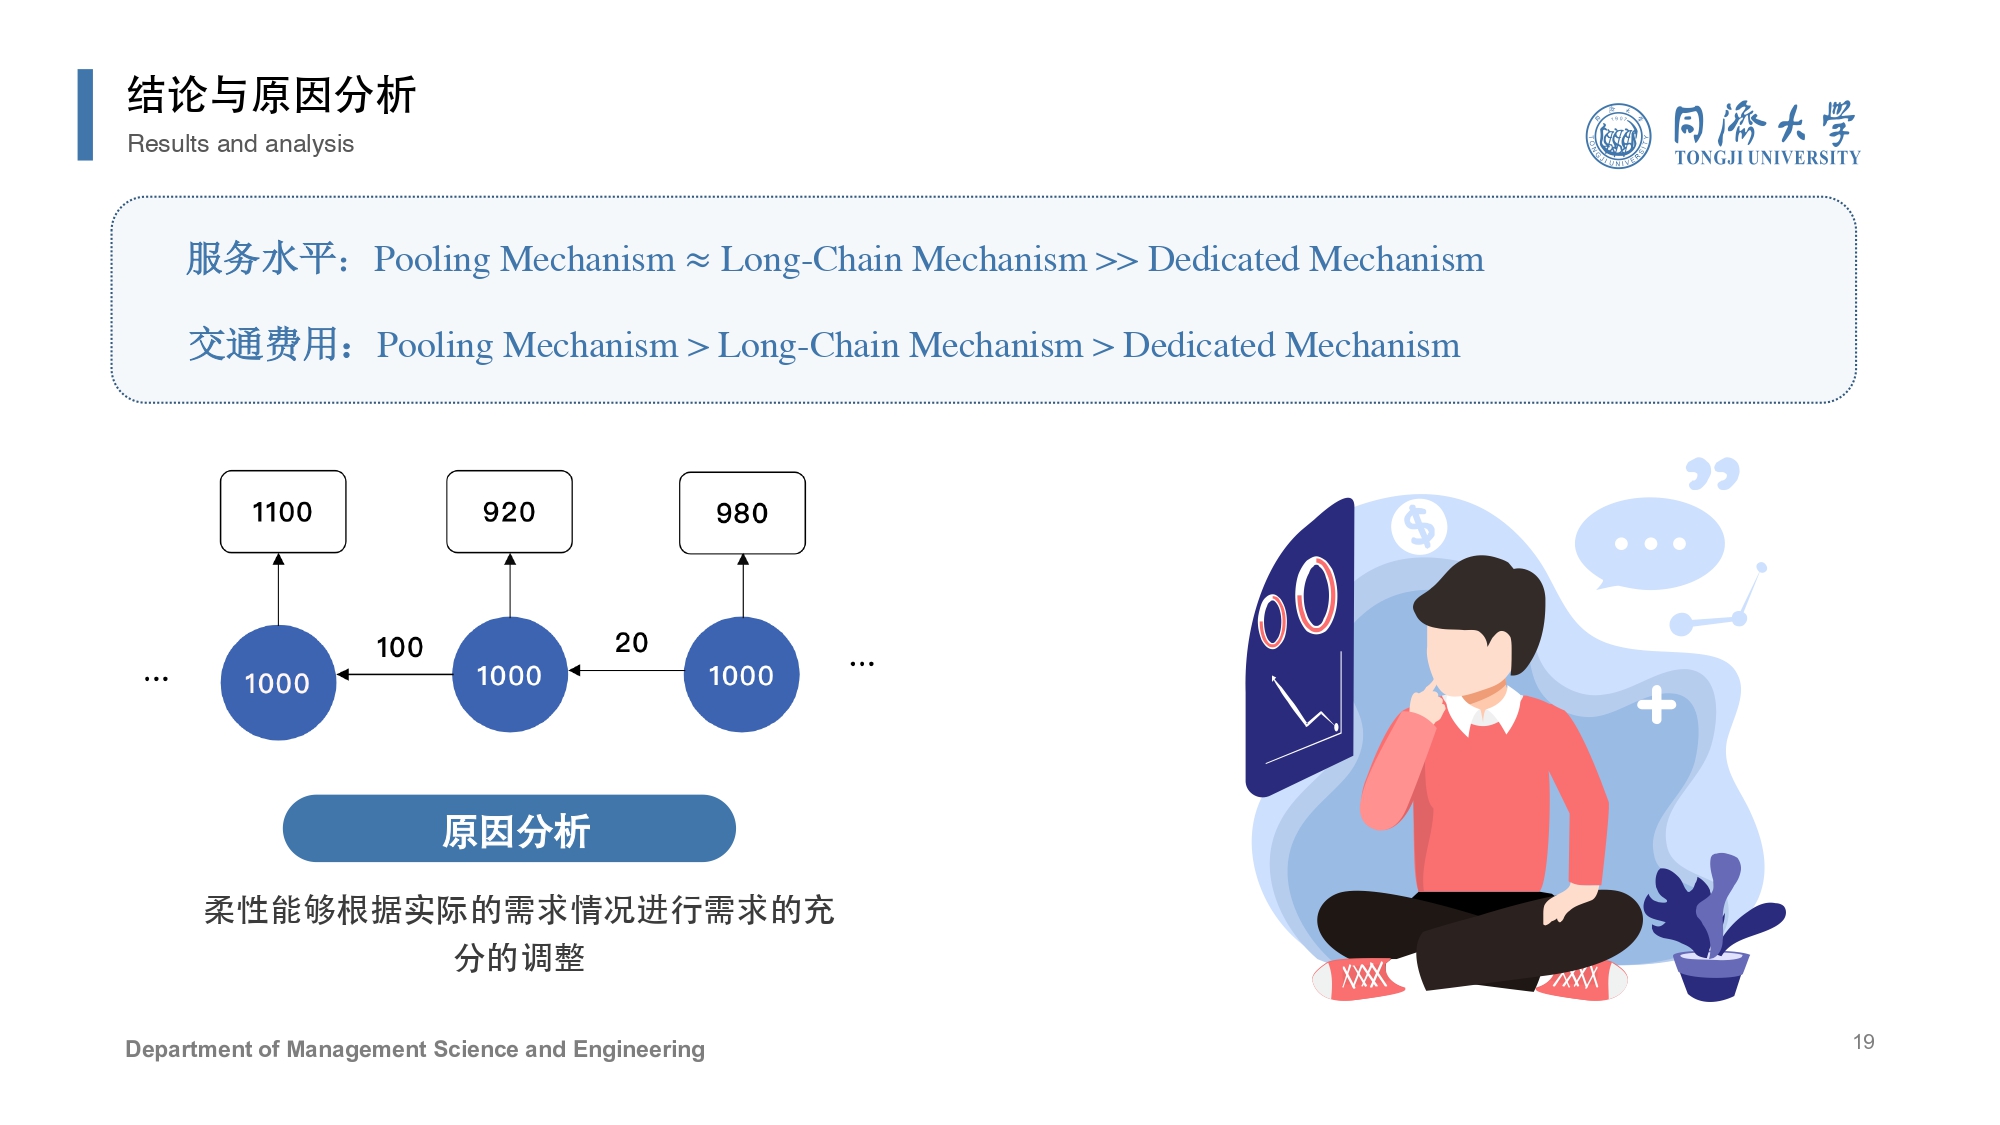 结论与原因分析
Results and analysis
同濟大学
TONGJI UNIVERSITY
服务水平：Pooling Mechanism ≈ Long-Chain Mechanism >> Dedicated Mechanism
交通费用：Pooling Mechanism > Long-Chain Mechanism > Dedicated Mechanism
1100
920
980
100
20
...
1000
1000
1000
...
原因分析
柔性能够根据实际的需求情况进行需求的充
分的调整
Department of Management Science and Engineering
19